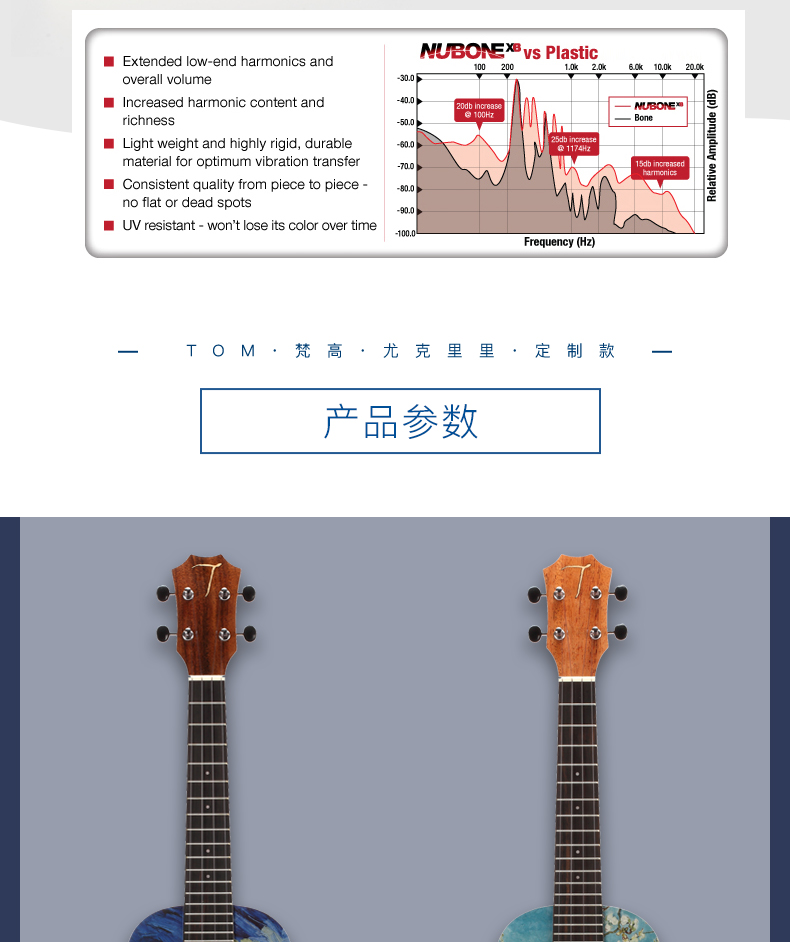 Extended low-end harmonics and
overall volume
Increased harmonic content and
richness
Light weight and highly rigid, durable
material for optimum vibration transfer
Consistent quality from piece to piece -
no flat or dead spots
UV resistant - won't lose its color over time
NUBONE XB vs Plastic
100 200 1.0k 2.0k 6.0k 10.0k 20.0k
-30.0
-40.0
-50.0
-60.0
-70.0
-80.0
-90.0
-100.0
20db increase
@ 100Hz
25db increase
@ 1174Hz
15db increased
harmonics
NUBONE XB
Bone
Relative Amplitude (dB)
Frequency (Hz)
TOM·梵高·尤克里里·定制款
产品参数
T
T